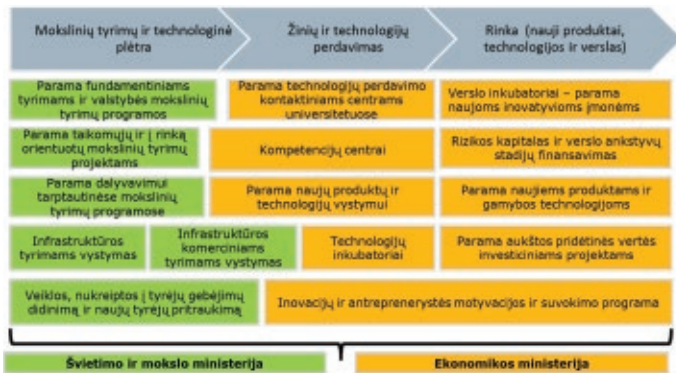 Mokslinių tyrimų ir technologinė
plėtra
Žinių ir technologijų
perdavimas
Rinka (nauji produktai,
technologijos ir verslas)
Parama fundamentiniams
tyrimams ir valstybės mokslinių
tyrimų programos
Parama technologijų perdavimo
kontaktiniams centrams
universitetuose
Verslo inkubatoriai – parama
naujoms inovatyvioms įmonėms
Parama taikomųjų ir į rinką
orientuotų mokslinių tyrimų
projektams
Kompetencijų centrai
Rizikos kapitalas ir verslo ankstyvų
stadijų finansavimas
Parama dalyvavimui
tarptautinėse mokslinių
tyrimų programose
Parama naujų produktų ir
technologijų vystymui
Parama naujiems produktams ir
gamybos technologijoms
Infrastruktūros
tyrimams vystymas
Infrastruktūros
komerciniams
tyrimams vystymas
Technologijų
inkubatoriai
Parama aukštos pridėtinės vertės
investiciniams projektams
Veiklos, nukreiptos į tyrėjų gebėjimų
didinimą ir naujų tyrėjų pritraukimą
Inovacijų ir antreprenerystės motyvacijos ir suvokimo programa
Švietimo ir mokslo ministerija
Ekonomikos ministerija